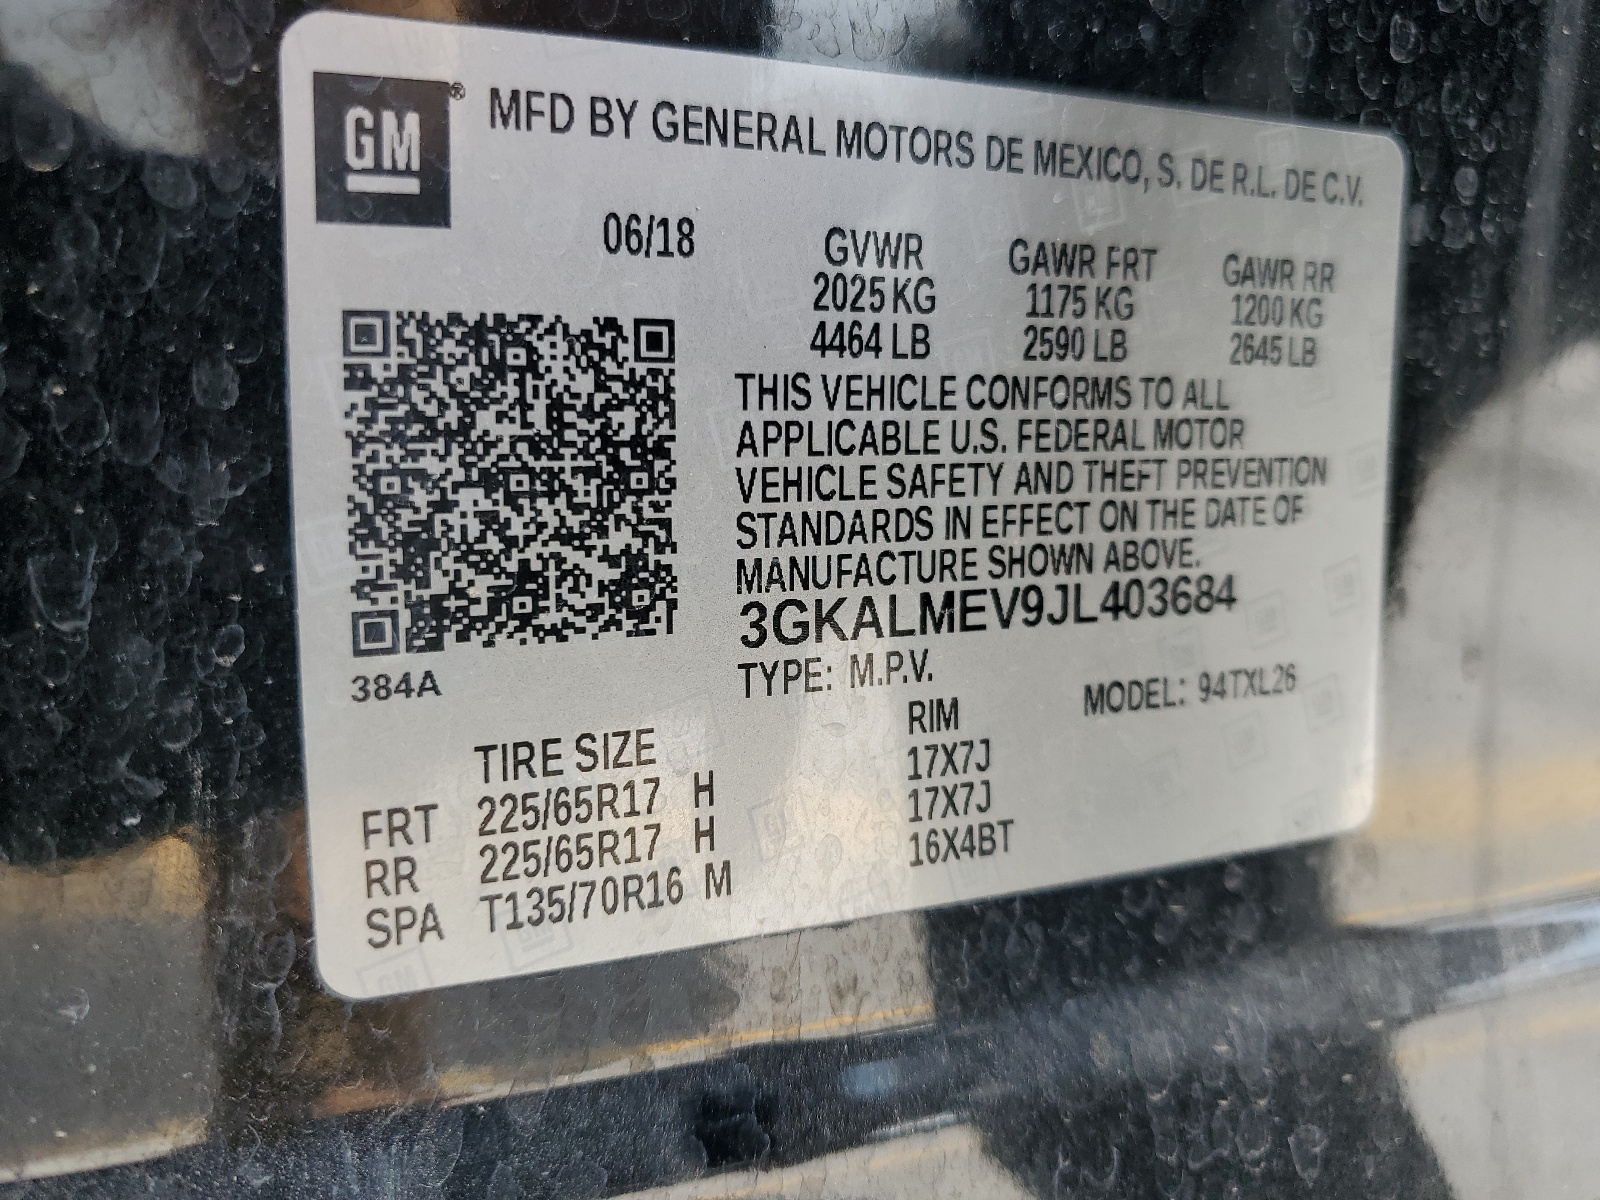 GM® MFD BY GENERAL MOTORS DE MEXICO, S. DE R.L. DE C.V.
06/18
GVWR GAWR FRT GAWR RR
2025 KG 1175 KG 1200 KG
4464 LB 2590 LB 2645 LB
THIS VEHICLE CONFORMS TO ALL
APPLICABLE U.S. FEDERAL MOTOR
VEHICLE SAFETY AND THEFT PREVENTION
STANDARDS IN EFFECT ON THE DATE OF
MANUFACTURE SHOWN ABOVE.
3GKALMEV9JL403684
384A
TYPE: M.P.V. MODEL: 94TXL26
TIRE SIZE RIM
FRT 225/65R17 H 17X7J
RR 225/65R17 H 17X7J
SPA T135/70R16 M 16X4BT